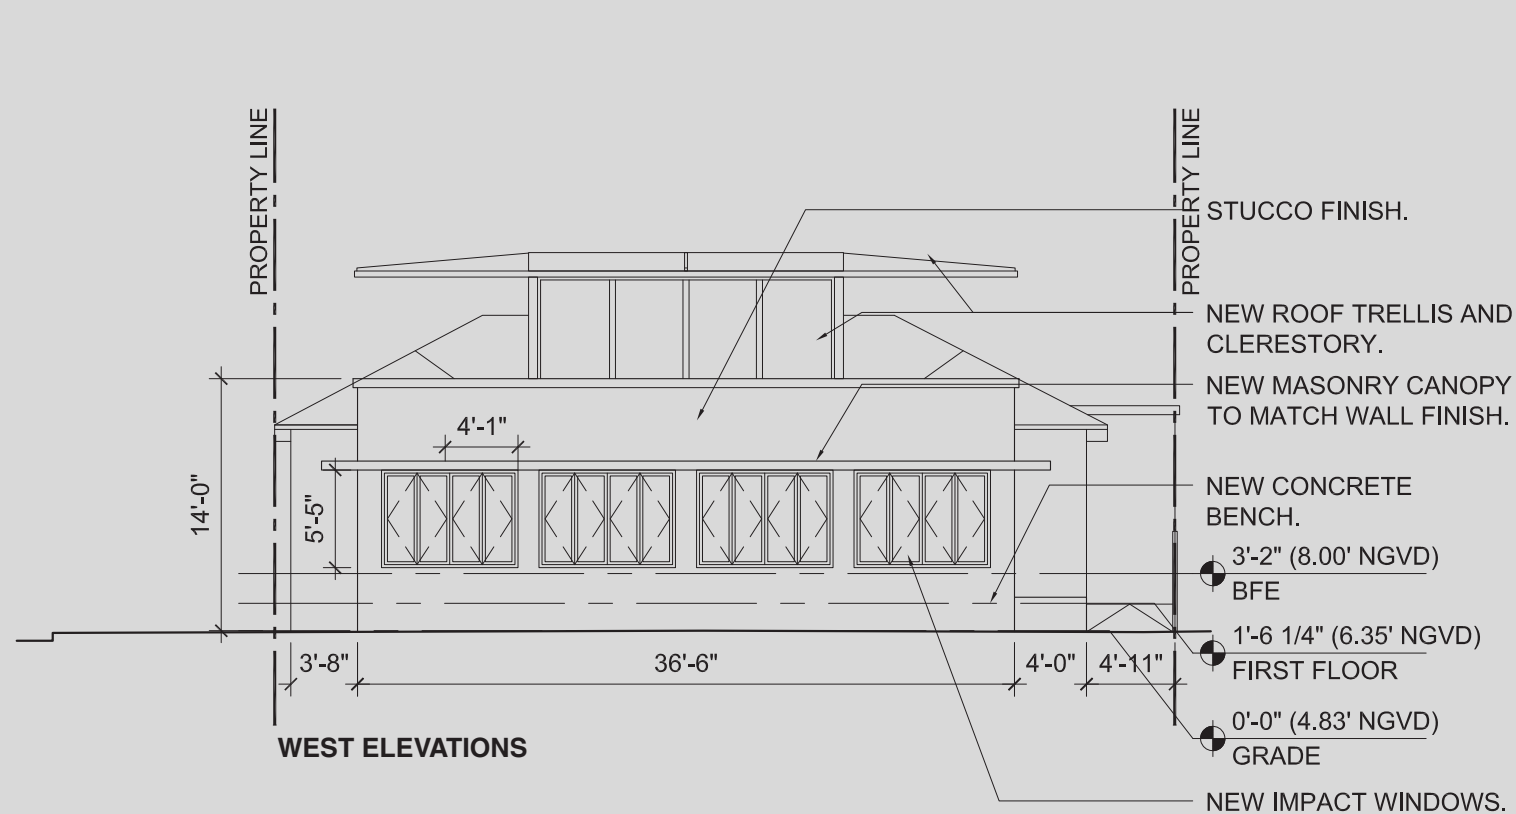 PROPERTY LINE
PROPERTY LINE
STUCCO FINISH.
NEW ROOF TRELLIS AND
CLERESTORY.
NEW MASONRY CANOPY
TO MATCH WALL FINISH.
4'-1"
14'-0"
5'-5"
NEW CONCRETE
BENCH.
3'-2" (8.00' NGVD)
BFE
1'-6 1/4" (6.35' NGVD)
FIRST FLOOR
3'-8"
36'-6"
4'-0"
4'-11"
0'-0" (4.83' NGVD)
GRADE
WEST ELEVATIONS
NEW IMPACT WINDOWS.